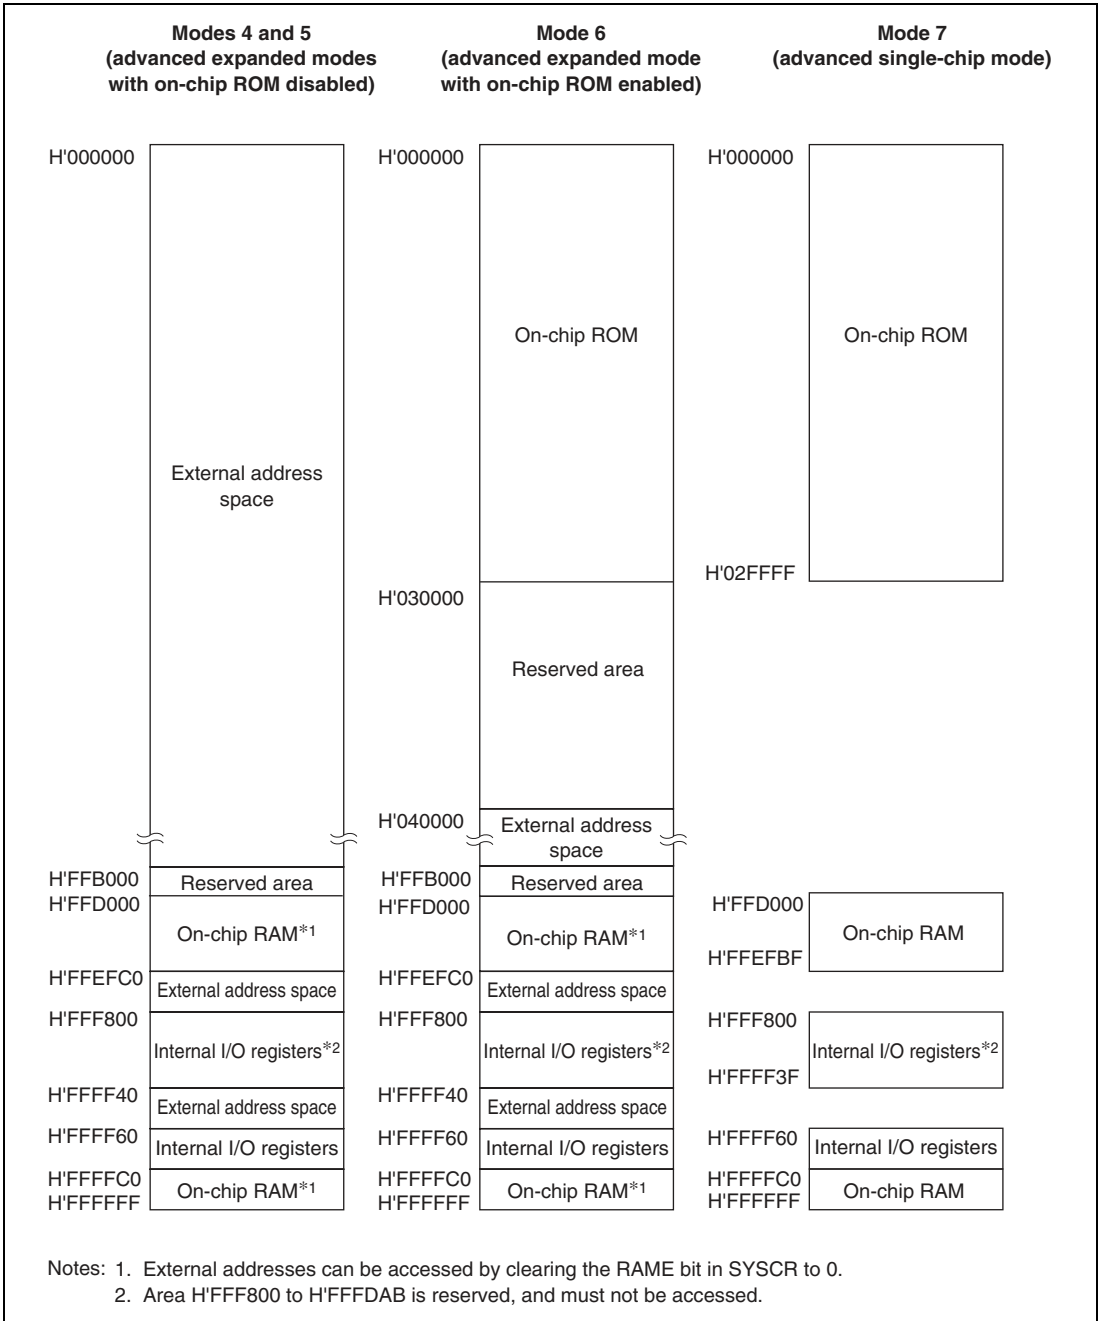 Modes 4 and 5
(advanced expanded modes
with on-chip ROM disabled)
Mode 6
(advanced expanded mode
with on-chip ROM enabled)
Mode 7
(advanced single-chip mode)
H'000000
External address
space
H'FFB000
Reserved area
H'FFD000
On-chip RAM*1
H'FFEFC0
External address space
H'FFF800
Internal I/O registers*2
H'FFFF40
External address space
H'FFFF60
Internal I/O registers
H'FFFFC0
On-chip RAM*1
H'FFFFFF
H'000000
On-chip ROM
H'030000
Reserved area
H'040000
External address
space
H'FFB000
Reserved area
H'FFD000
On-chip RAM*1
H'FFEFC0
External address space
H'FFF800
Internal I/O registers*2
H'FFFF40
External address space
H'FFFF60
Internal I/O registers
H'FFFFC0
On-chip RAM*1
H'FFFFFF
H'000000
On-chip ROM
H'02FFFF
H'FFD000
On-chip RAM
H'FFEFBF
H'FFF800
Internal I/O registers*2
H'FFFF3F
H'FFFF60
Internal I/O registers
H'FFFFC0
On-chip RAM
H'FFFFFF
Notes: 1. External addresses can be accessed by clearing the RAME bit in SYSCR to 0.
2. Area H'FFF800 to H'FFFDAB is reserved, and must not be accessed.